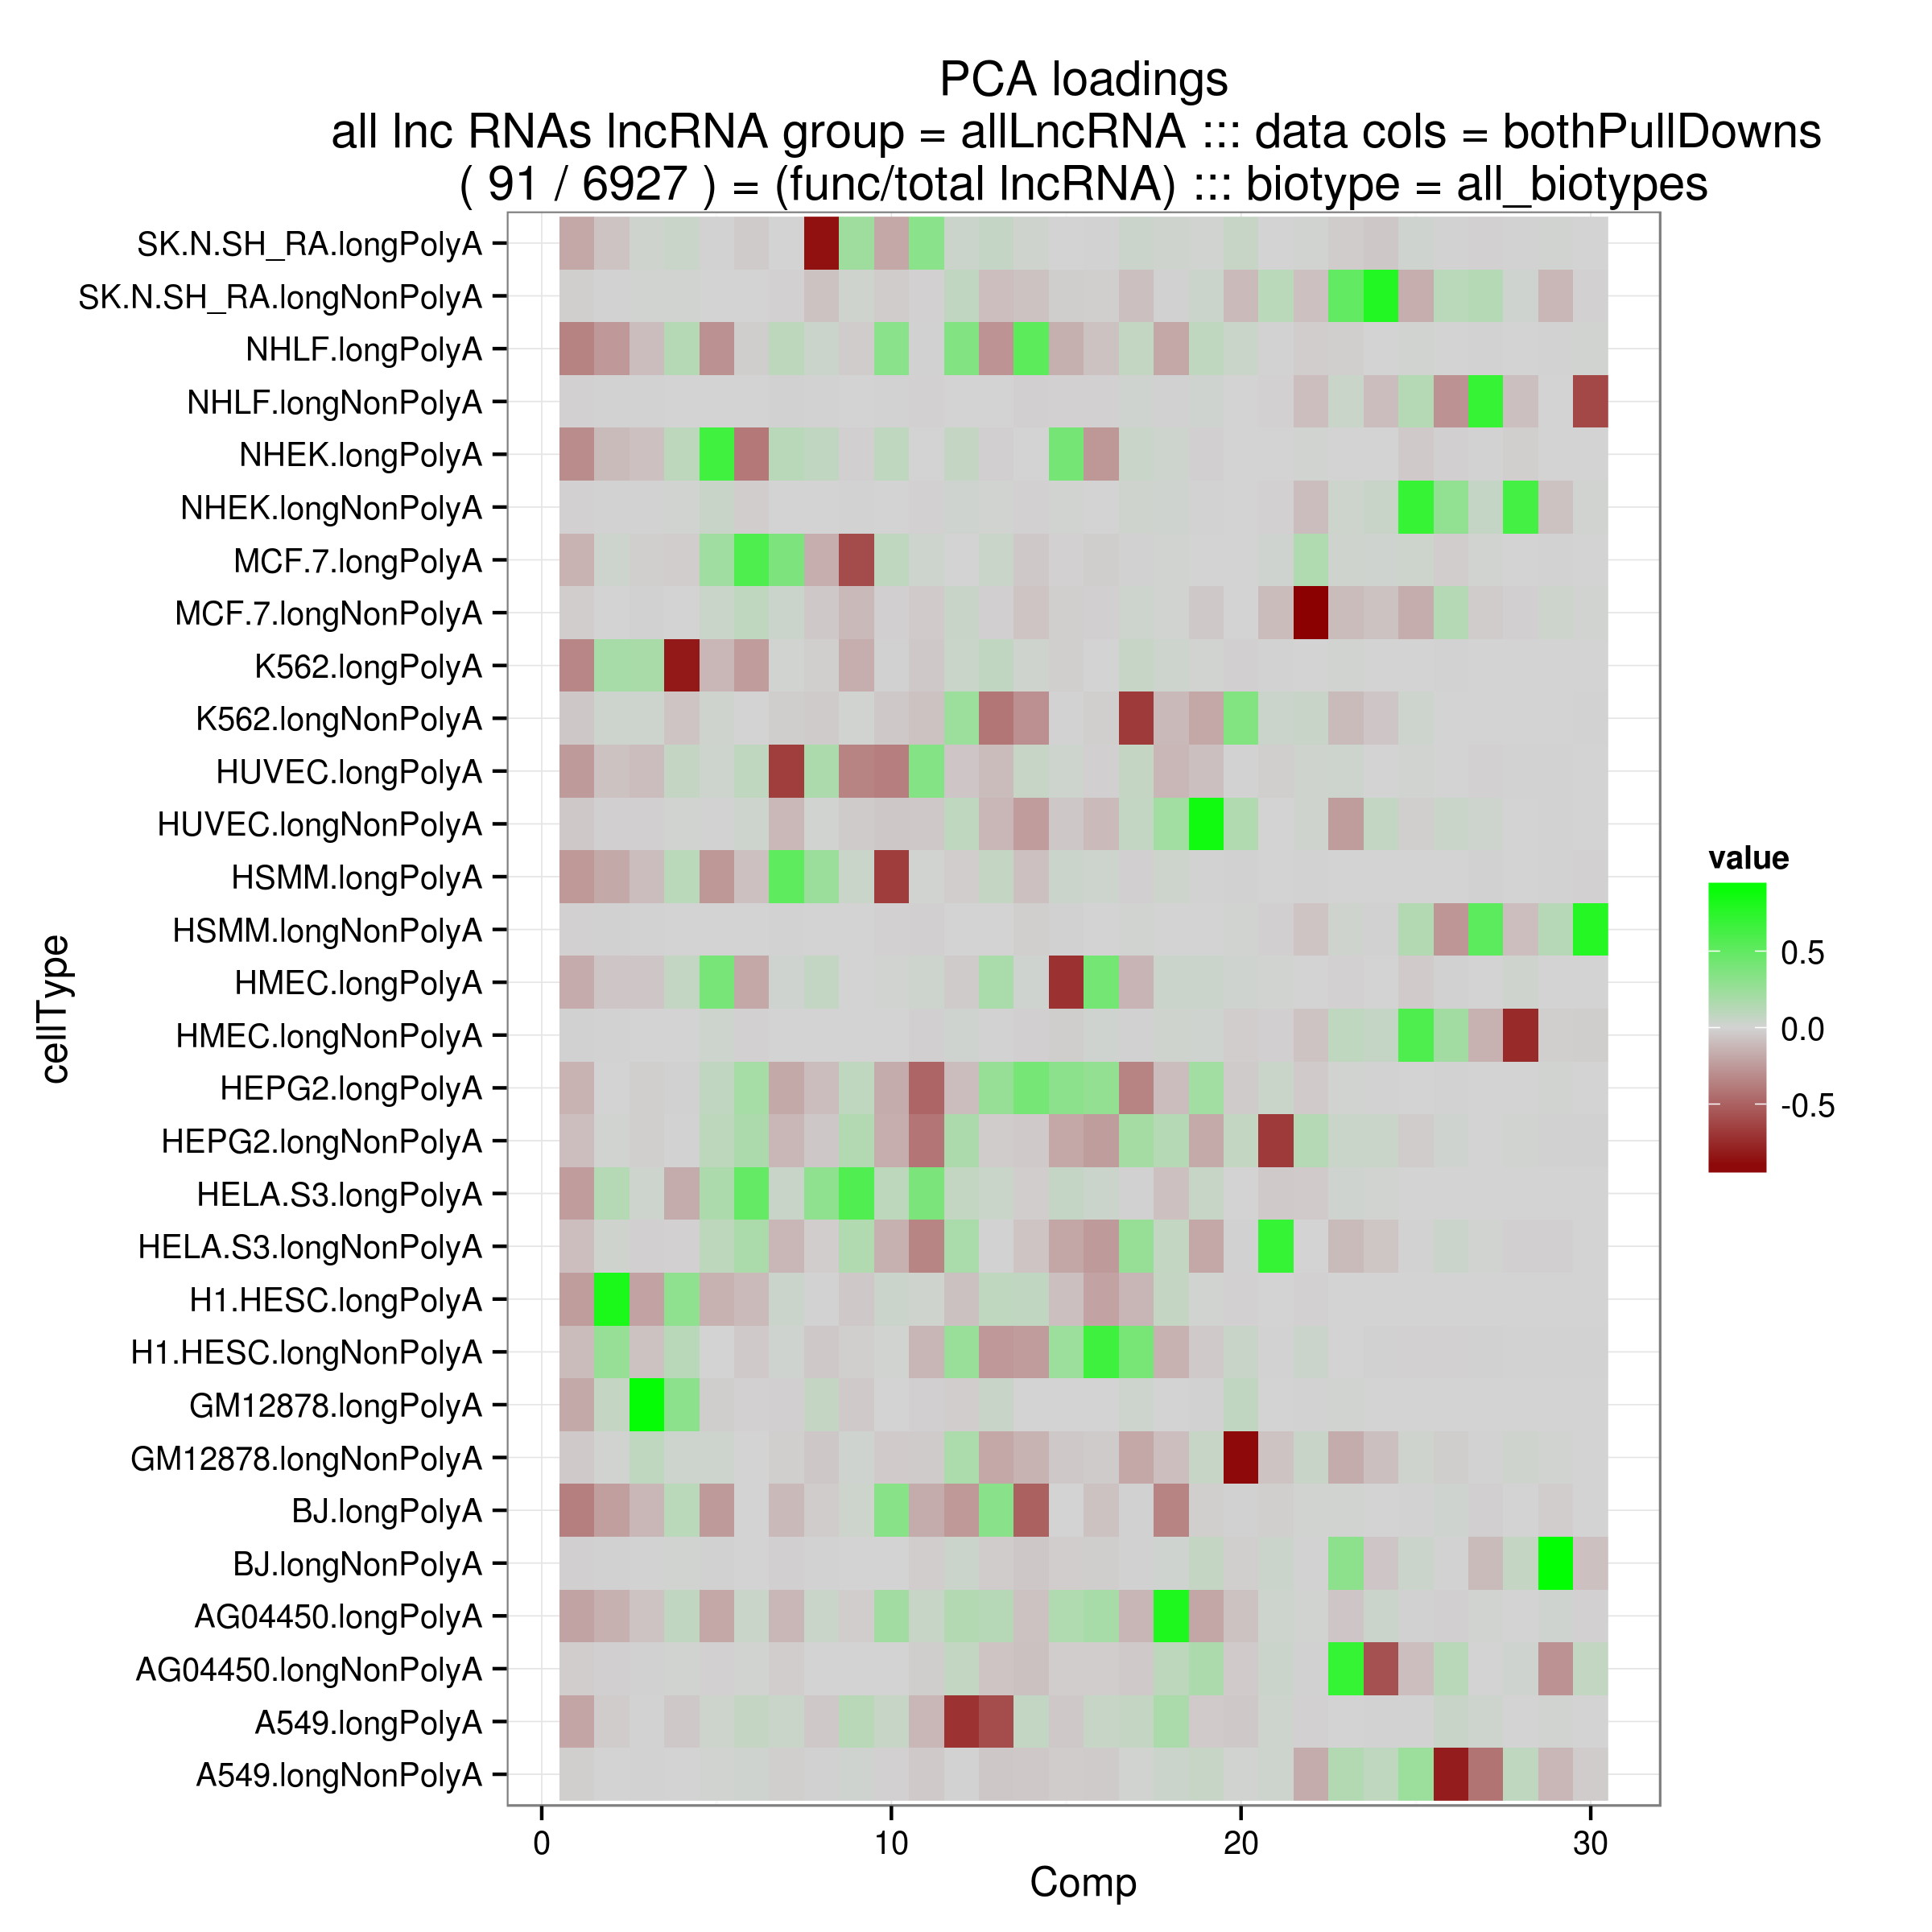 PCA loadings
all lnc RNAs lncRNA group = allLncRNA ::: data cols = bothPullDowns
( 91 / 6927 ) = (func/total lncRNA) ::: biotype = all_biotypes
SK.N.SH_RA.longPolyA
SK.N.SH_RA.longNonPolyA
NHLF.longPolyA
NHLF.longNonPolyA
NHEK.longPolyA
NHEK.longNonPolyA
MCF.7.longPolyA
MCF.7.longNonPolyA
K562.longPolyA
K562.longNonPolyA
HUVEC.longPolyA
HUVEC.longNonPolyA
HSMM.longPolyA
HSMM.longNonPolyA
HMEC.longPolyA
HMEC.longNonPolyA
HEPG2.longPolyA
HEPG2.longNonPolyA
HELA.S3.longPolyA
HELA.S3.longNonPolyA
H1.HESC.longPolyA
H1.HESC.longNonPolyA
GM12878.longPolyA
GM12878.longNonPolyA
BJ.longPolyA
BJ.longNonPolyA
AG04450.longPolyA
AG04450.longNonPolyA
A549.longPolyA
A549.longNonPolyA
cellType
0 10 20 30
Comp
value
0.5
0.0
-0.5